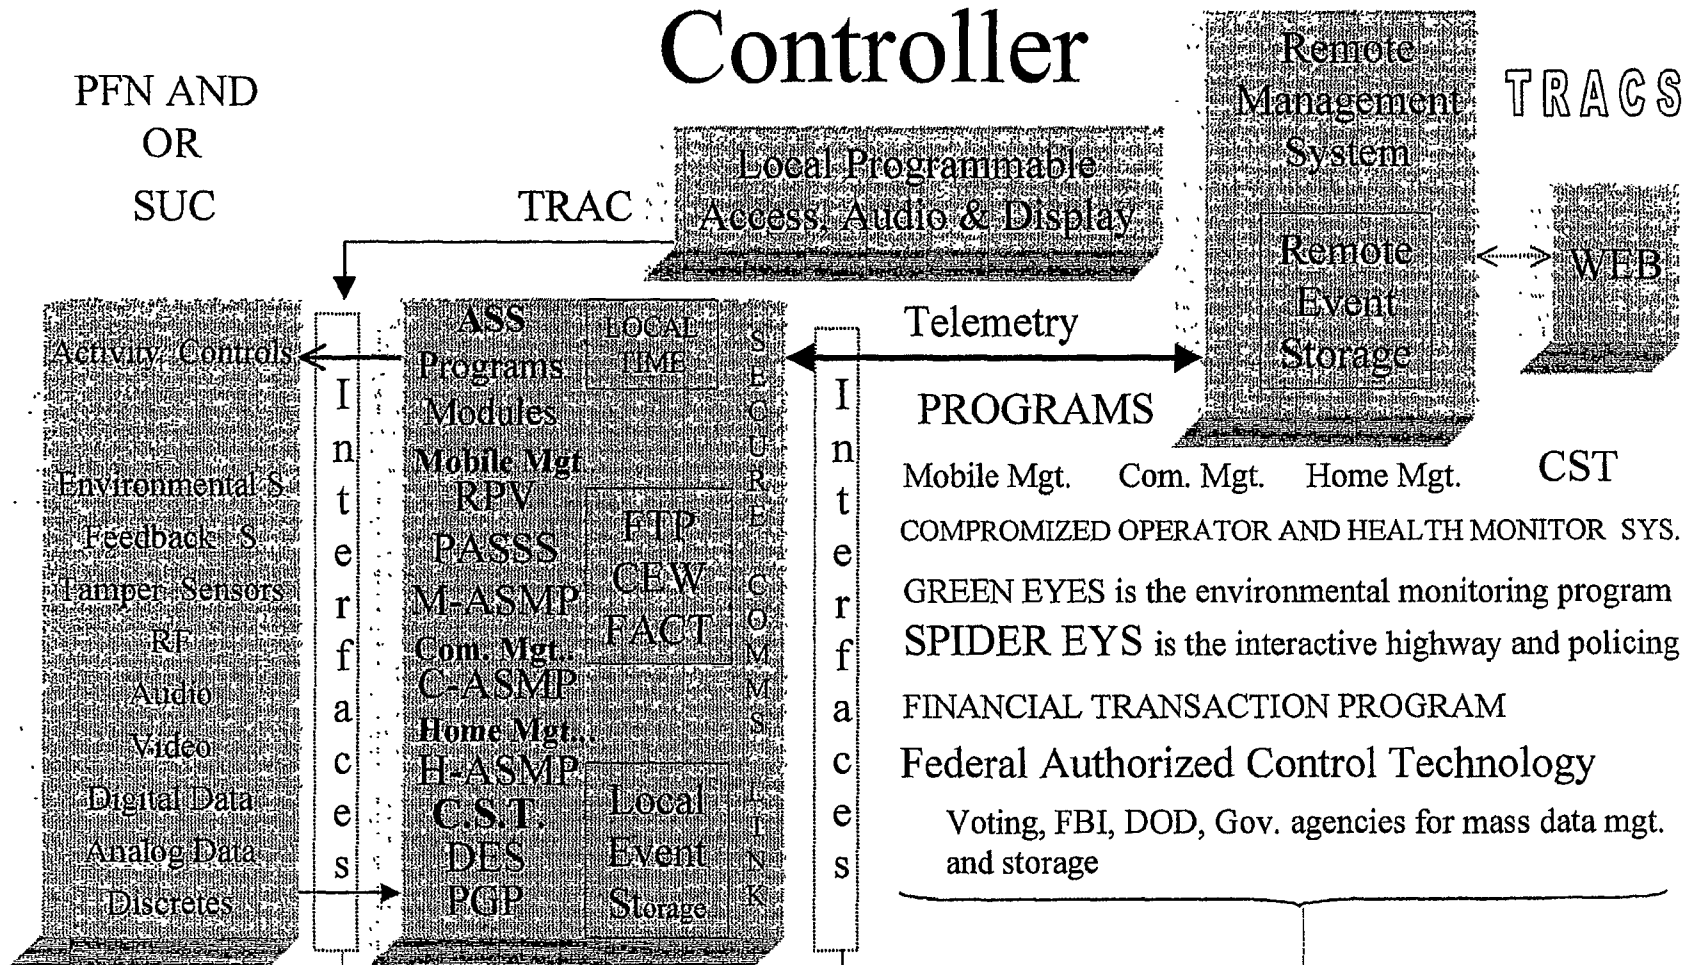 Controller
PFN AND
OR
SUC
TRAC
Local Programmable
Access, Audio & Display
Remote
Management
System
Remote
Event
Storage
TRACS
WEB
Activity Controls
Environmental S
Feedback S
Tamper Sensors
RF
Audio
Video
Digital Data
Analog Data
Discretes
Interfaces
ASS
Programs
Modules
Mobile Mgt
RPV
PASSS
M-ASMP
Com. Mgt..
C-ASMP
Home Mgt...
H-ASMP
C.S.T.
DES
PGP
LOCAL
TIME
FTP
CEW
FACT
Local
Event
Storage
SECURE COMMS LINK
Interfaces
Telemetry
PROGRAMS
Mobile Mgt. Com. Mgt. Home Mgt. CST
COMPROMIZED OPERATOR AND HEALTH MONITOR SYS.
GREEN EYES is the environmental monitoring program
SPIDER EYS is the interactive highway and policing
FINANCIAL TRANSACTION PROGRAM
Federal Authorized Control Technology
Voting, FBI, DOD, Gov. agencies for mass data mgt.
and storage